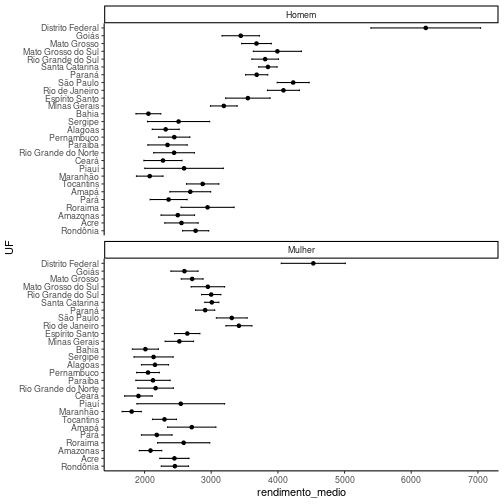 Homem
Distrito Federal
Goiás
Mato Grosso
Mato Grosso do Sul
Rio Grande do Sul
Santa Catarina
Paraná
São Paulo
Rio de Janeiro
Espírito Santo
Minas Gerais
Bahia
Sergipe
Alagoas
Pernambuco
Paraíba
Rio Grande do Norte
Ceará
Piauí
Maranhão
Tocantins
Amapá
Pará
Roraima
Amazonas
Acre
Rondônia
UF
Mulher
Distrito Federal
Goiás
Mato Grosso
Mato Grosso do Sul
Rio Grande do Sul
Santa Catarina
Paraná
São Paulo
Rio de Janeiro
Espírito Santo
Minas Gerais
Bahia
Sergipe
Alagoas
Pernambuco
Paraíba
Rio Grande do Norte
Ceará
Piauí
Maranhão
Tocantins
Amapá
Pará
Roraima
Amazonas
Acre
Rondônia
2000 3000 4000 5000 6000 7000
rendimento_medio